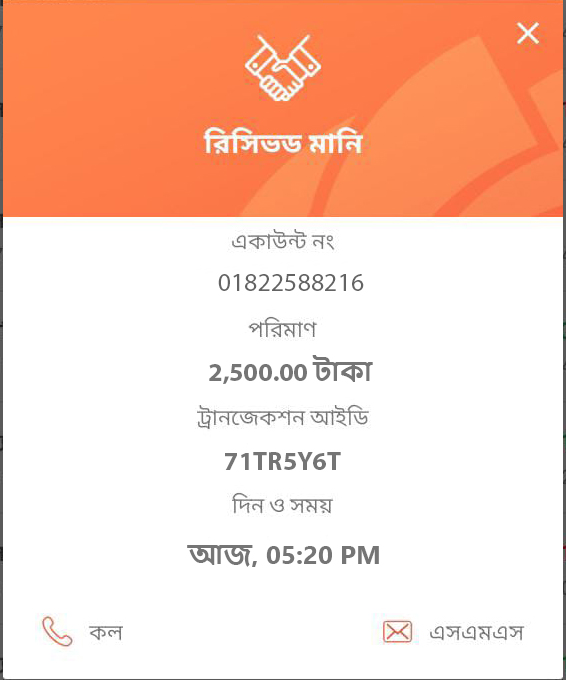 রিসিভড মানি
একাউন্ট নং
01822588216
পরিমাণ
2,500.00 টাকা
ট্রানজেকশন আইডি
71TR5Y6T
দিন ও সময়
আজ, 05:20 PM
কল
এসএমএস